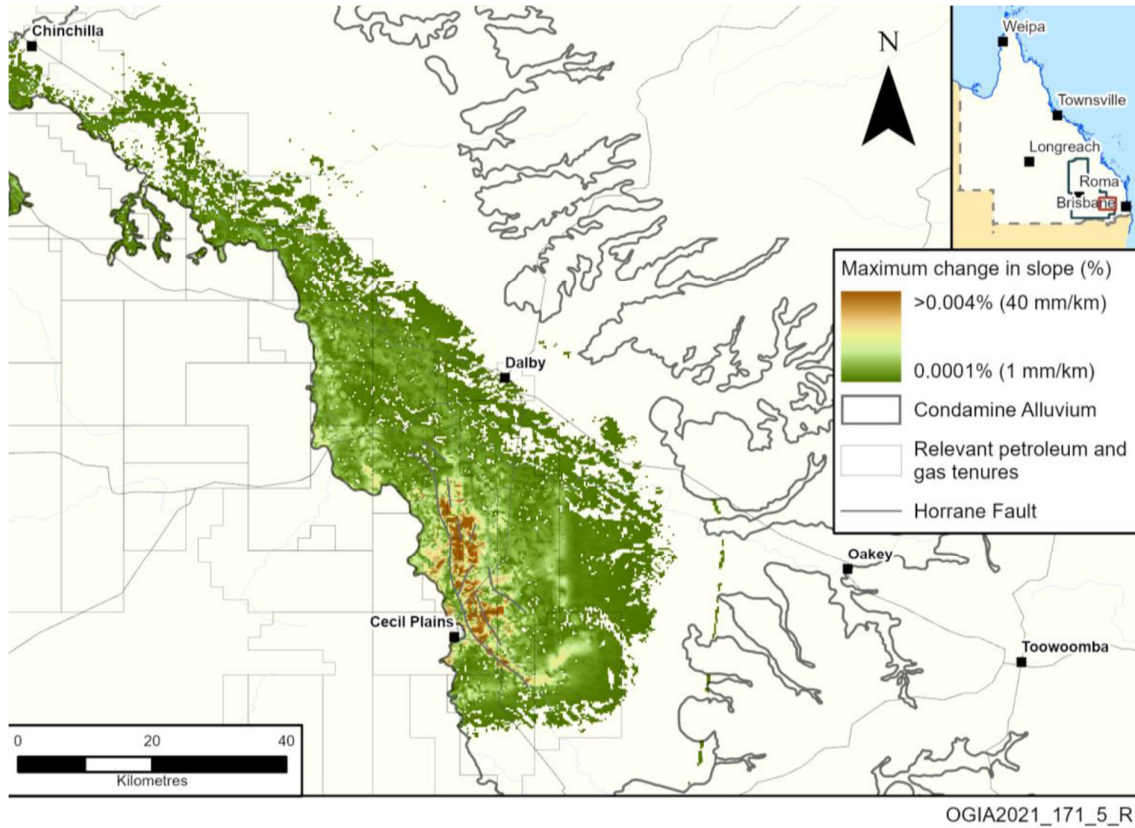 Chinchilla
N
Weipa
Townsville
Longreach
Roma
Brisbane
Maximum change in slope (%)
>0.004% (40 mm/km)
0.0001% (1 mm/km)
Condamine Alluvium
Relevant petroleum and
gas tenures
Horrane Fault
Dalby
Oakey
Cecil Plains
Toowoomba
0 20 40
Kilometres
OGIA2021_171_5_R